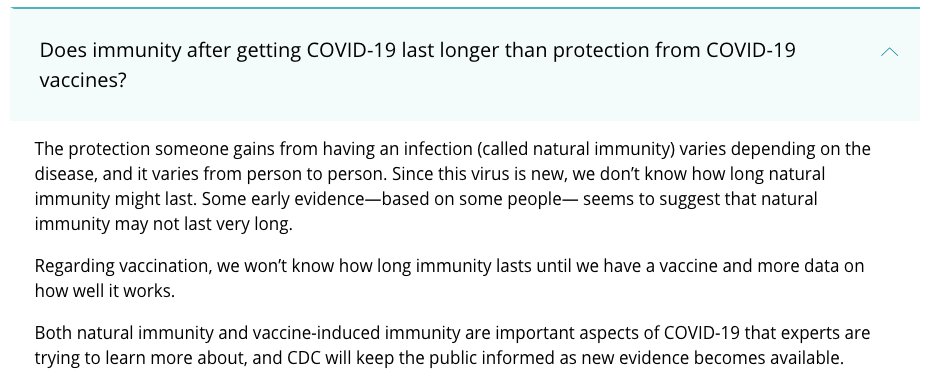 Does immunity after getting COVID-19 last longer than protection from COVID-19
vaccines?
The protection someone gains from having an infection (called natural immunity) varies depending on the
disease, and it varies from person to person. Since this virus is new, we don’t know how long natural
immunity might last. Some early evidence—based on some people— seems to suggest that natural
immunity may not last very long.
Regarding vaccination, we won’t know how long immunity lasts until we have a vaccine and more data on
how well it works.
Both natural immunity and vaccine-induced immunity are important aspects of COVID-19 that experts are
trying to learn more about, and CDC will keep the public informed as new evidence becomes available.